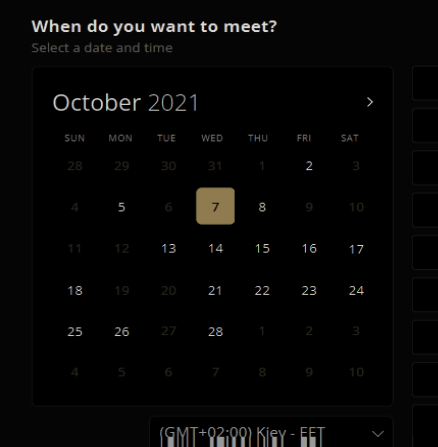 When do you want to meet?
Select a date and time
October 2021
SUN MON TUE WED THU FRI SAT
28 29 30 31 1 2 3
4 5 6 7 8 9 10
11 12 13 14 15 16 17
18 19 20 21 22 23 24
25 26 27 28 1 2 3
4 5 6 7 8 9 10
(GMT+02:00) Kiev - EET